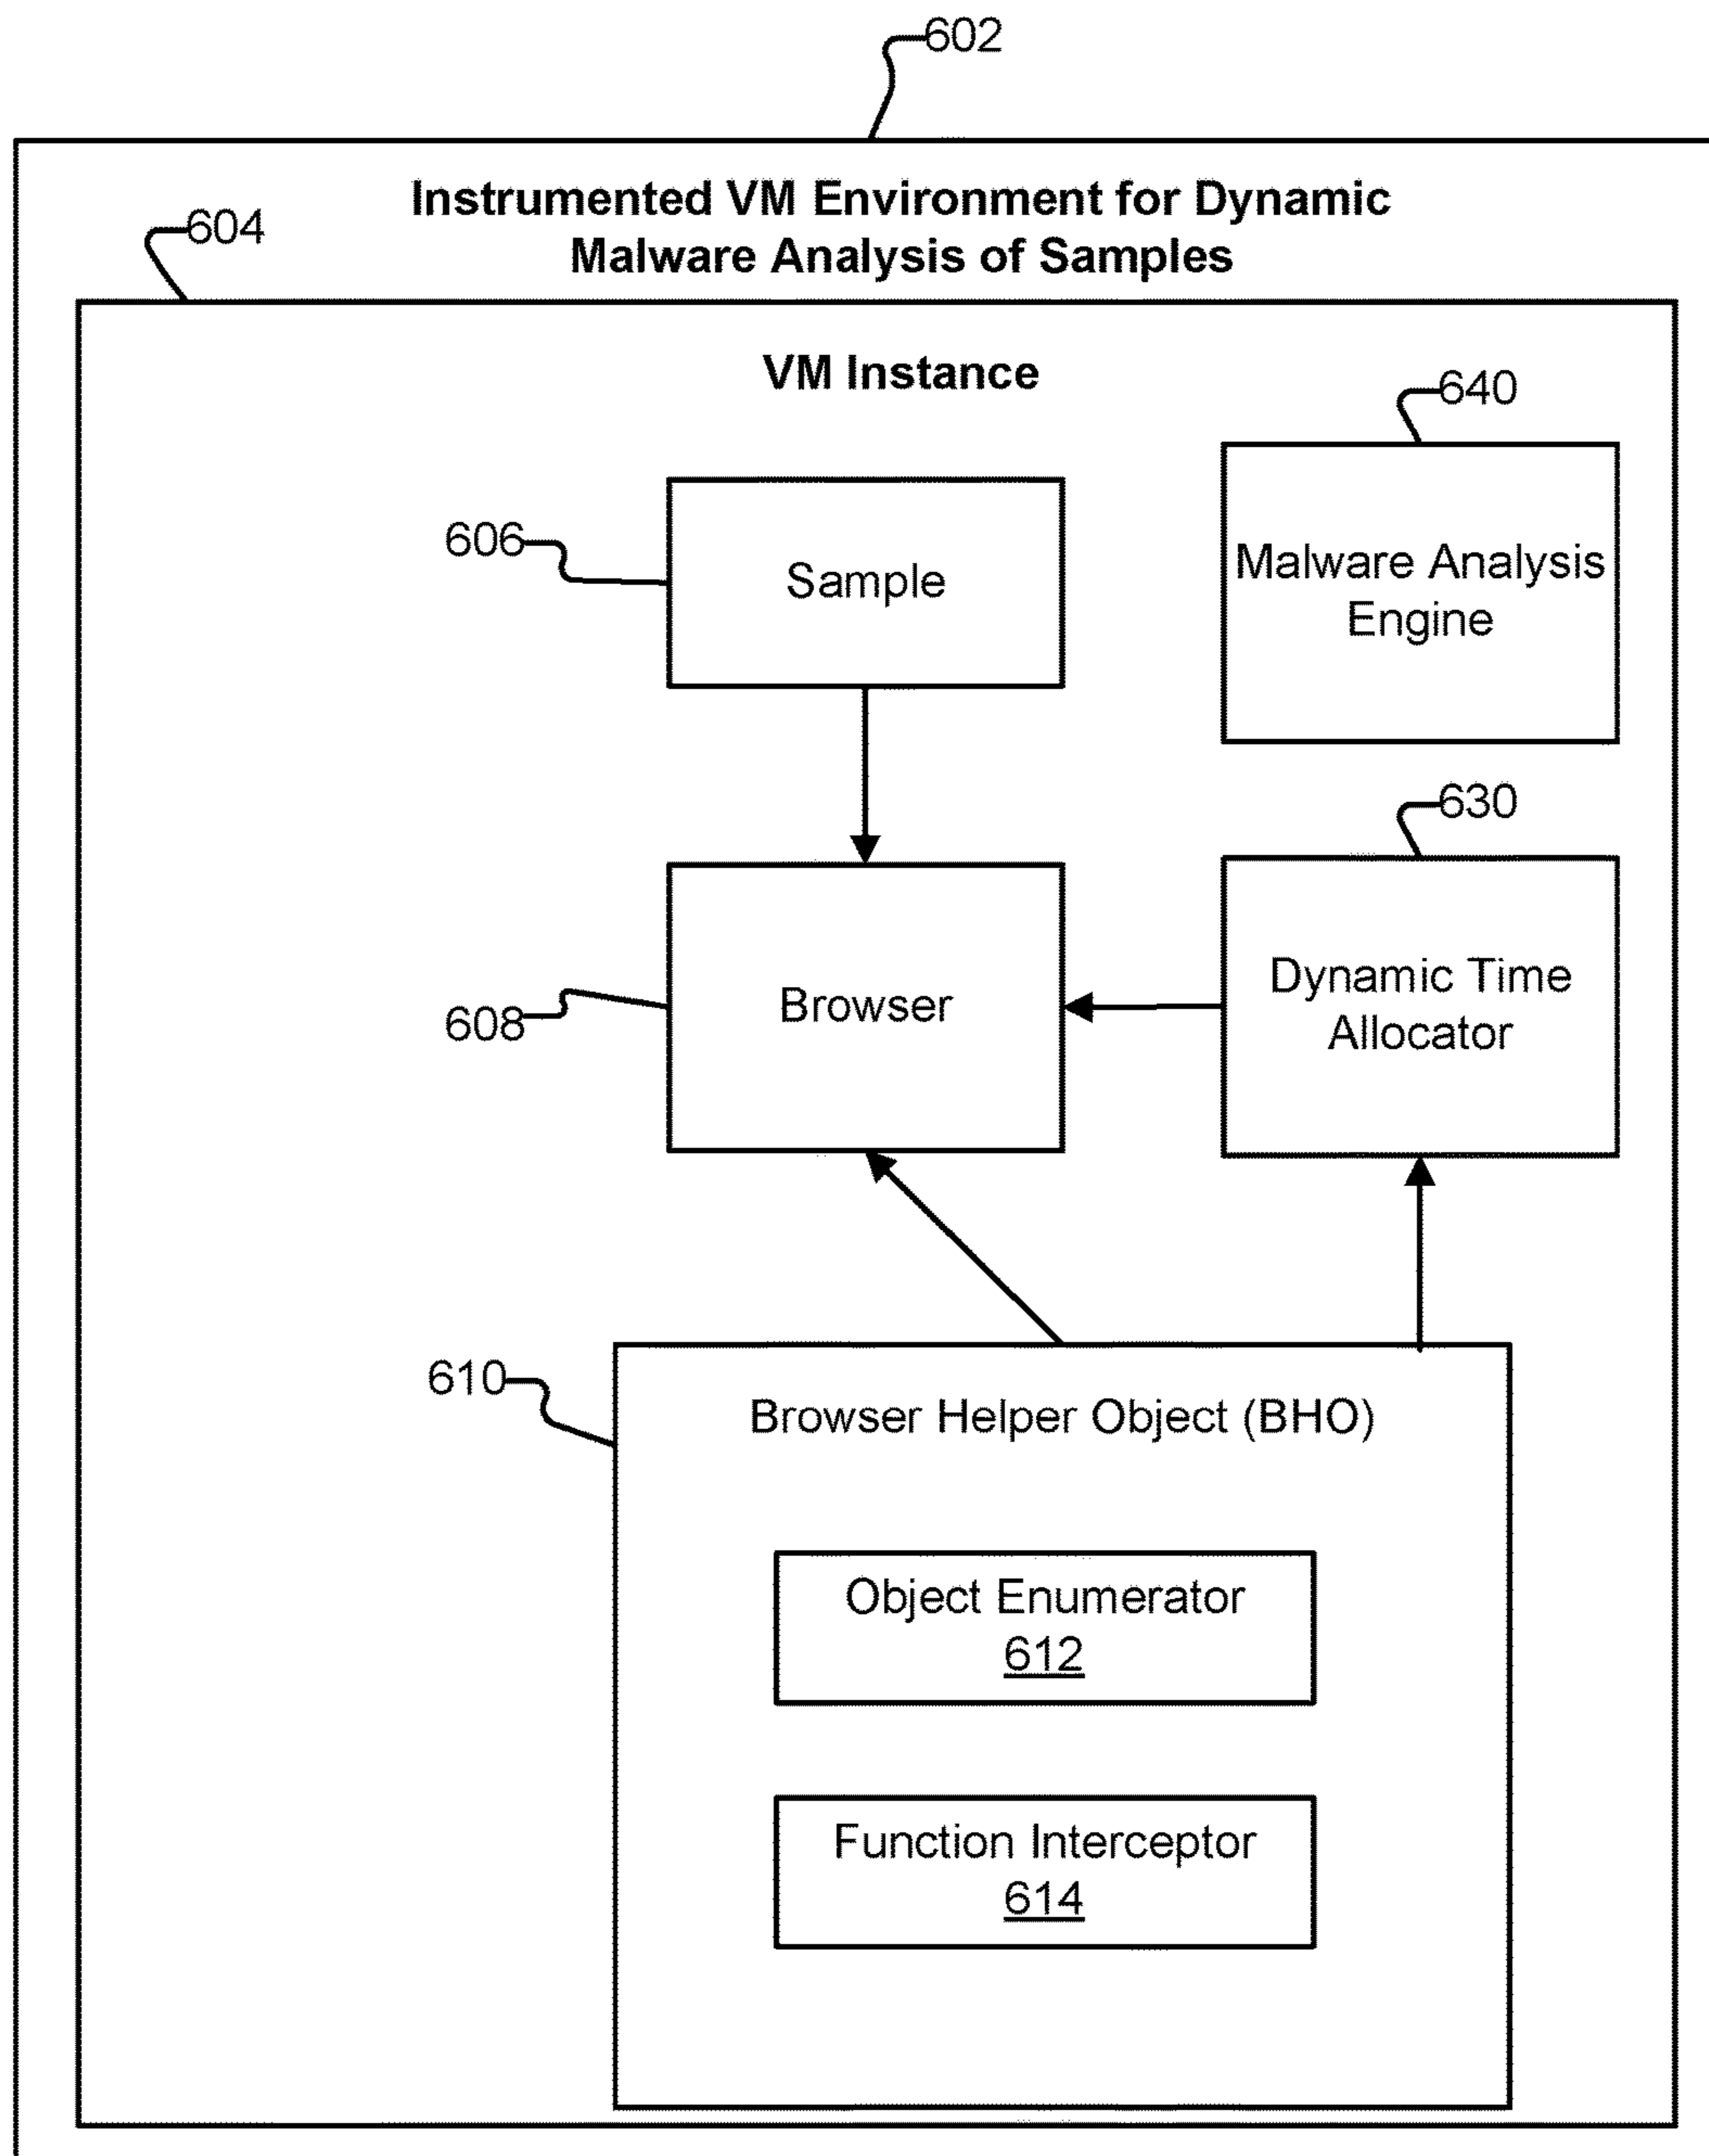 602
Instrumented VM Environment for Dynamic
Malware Analysis of Samples
604
VM Instance
640
606
Sample
Malware Analysis
Engine
630
608
Browser
Dynamic Time
Allocator
610
Browser Helper Object (BHO)
Object Enumerator
612
Function Interceptor
614